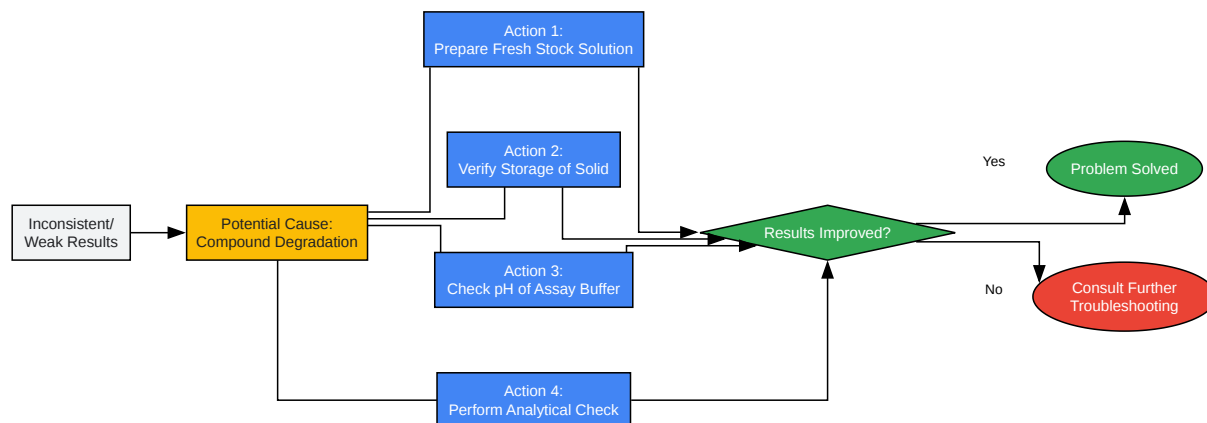 Inconsistent/
Weak Results
Potential Cause:
Compound Degradation
Action 1:
Prepare Fresh Stock Solution
Action 2:
Verify Storage of Solid
Action 3:
Check pH of Assay Buffer
Action 4:
Perform Analytical Check
Results Improved?
Yes
Problem Solved
No
Consult Further
Troubleshooting